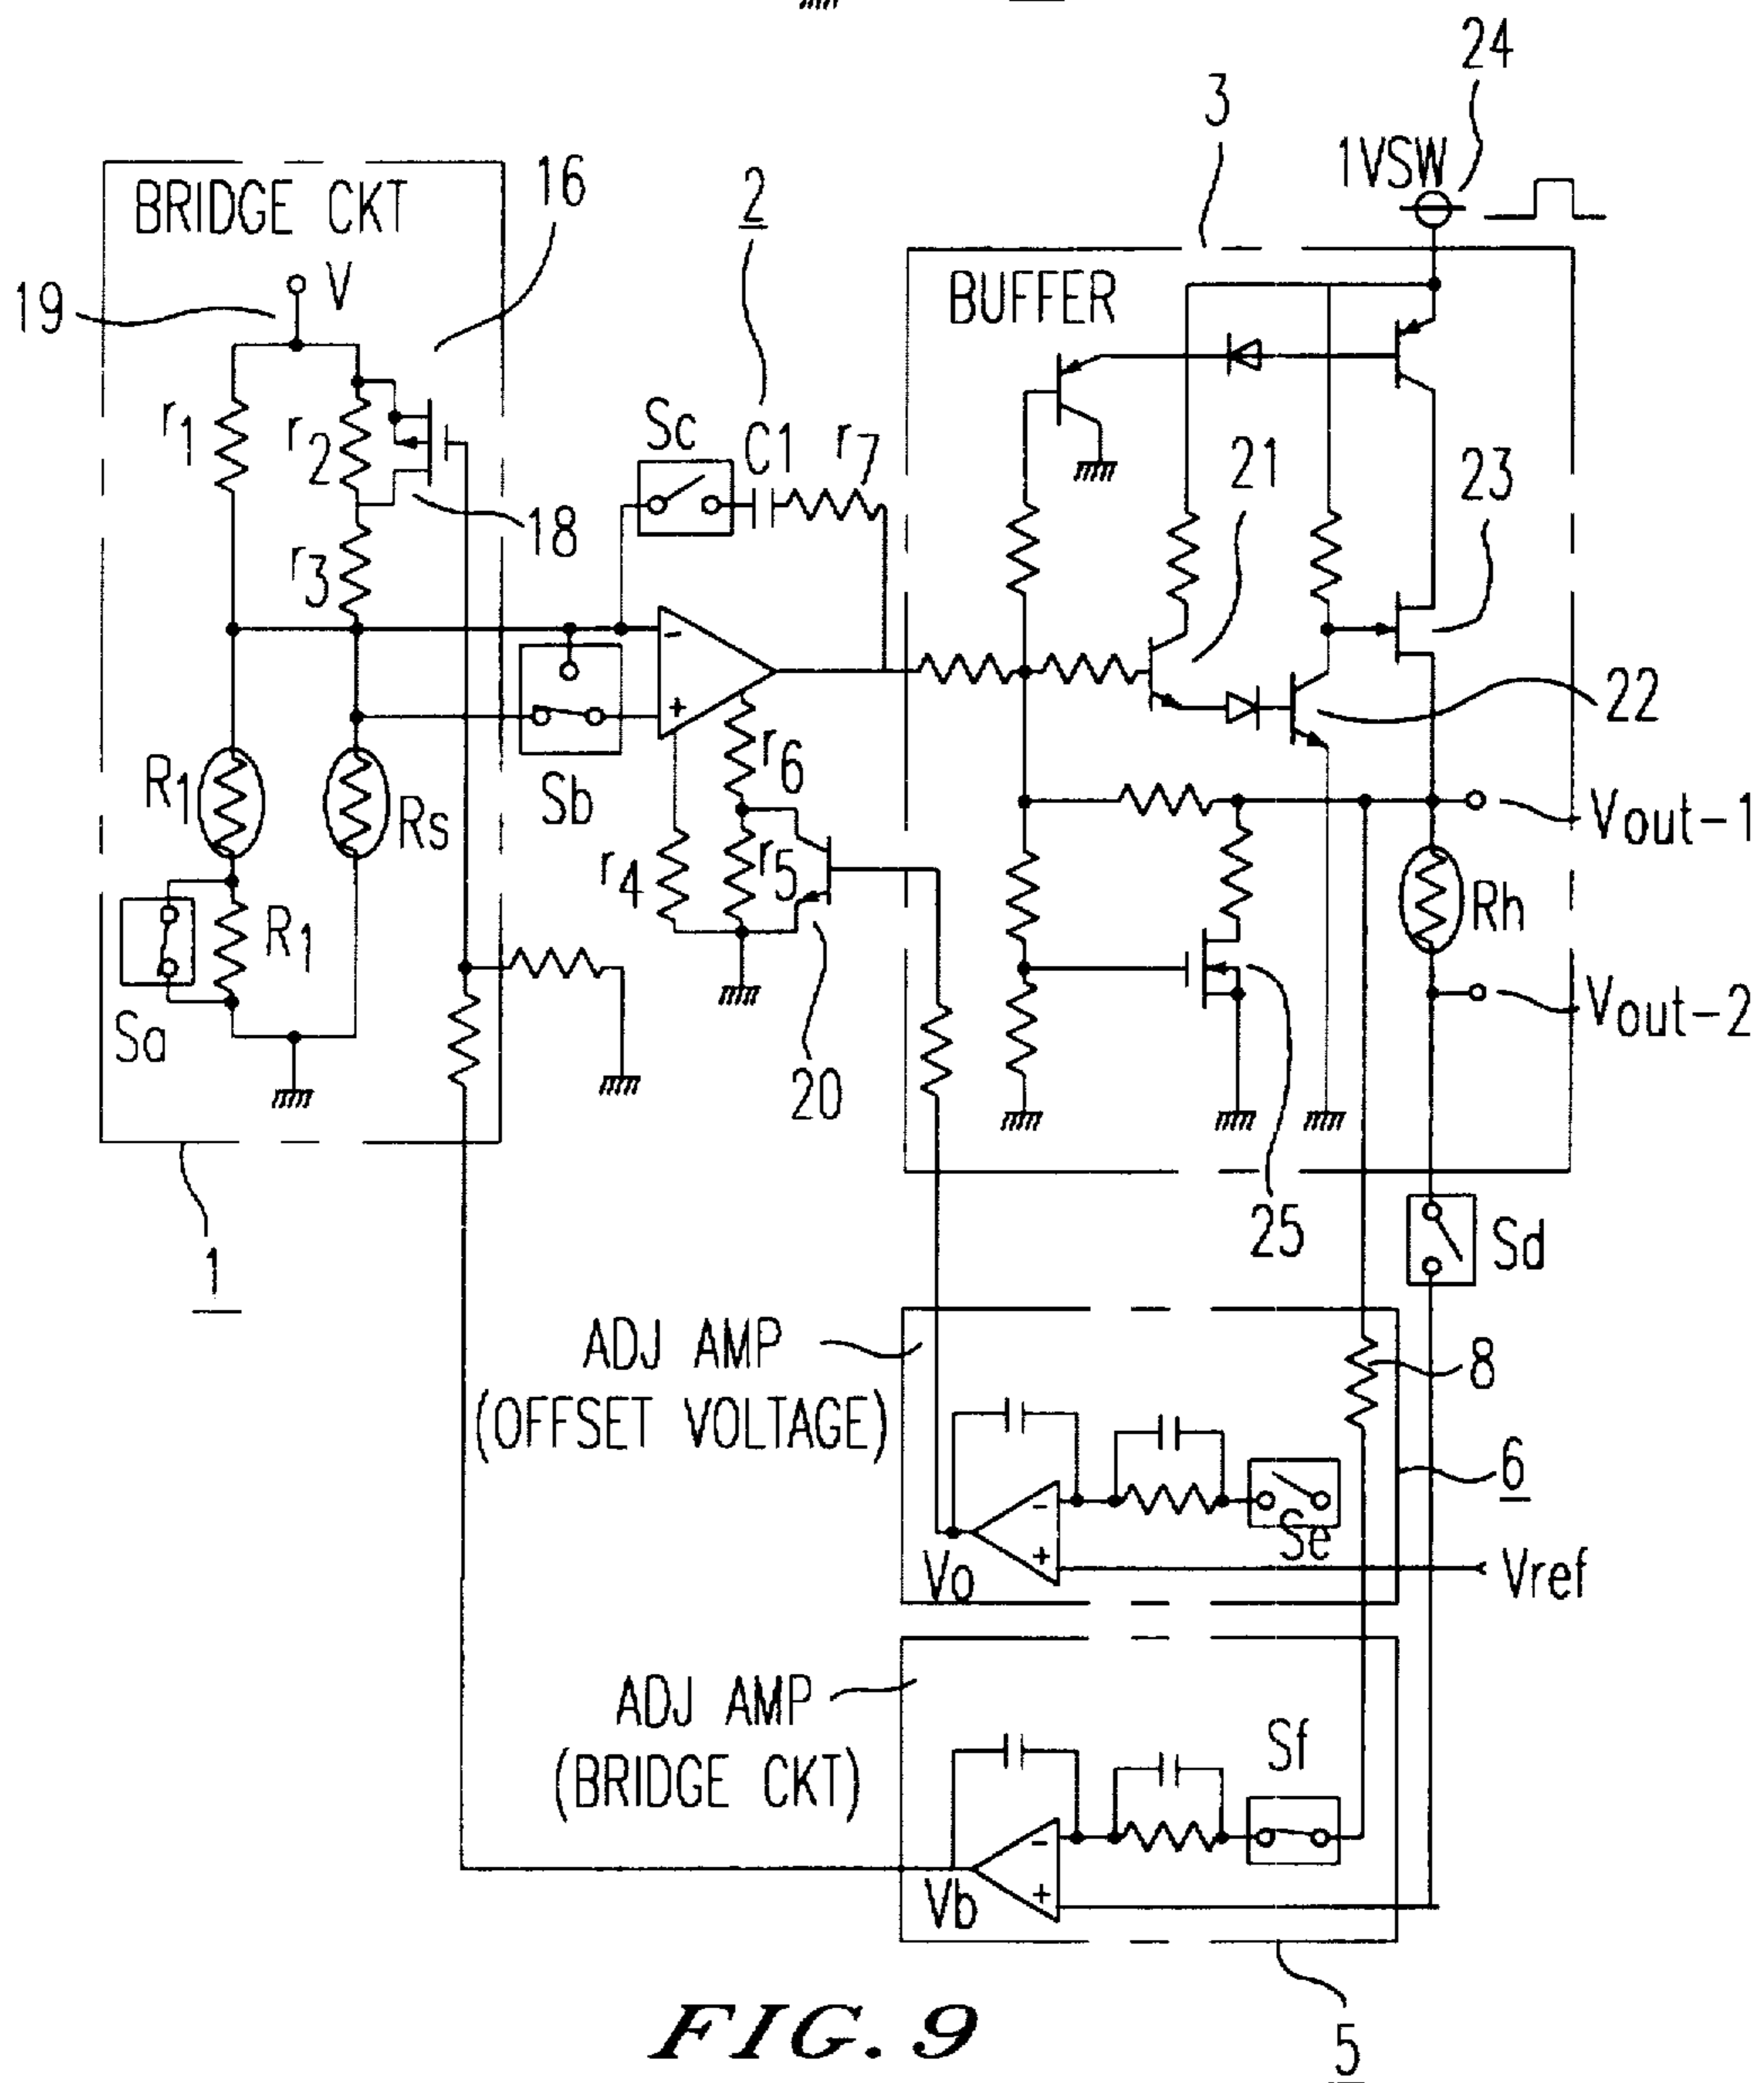 24
3
1VSW
BRIDGE CKT
16
2
BUFFER
19
V
r1
r2
Sc
C1
r7
21
23
18
r3
-
+
22
R1
Rs
Sb
r6
Vout-1
r4
r5
Rh
R1
Sa
20
Vout-2
25
Sd
1
ADJ AMP
(OFFSET VOLTAGE)
8
6
-
Se
+
Vo
Vref
ADJ AMP
(BRIDGE CKT)
Sf
-
+
Vb
FIG. 9
5